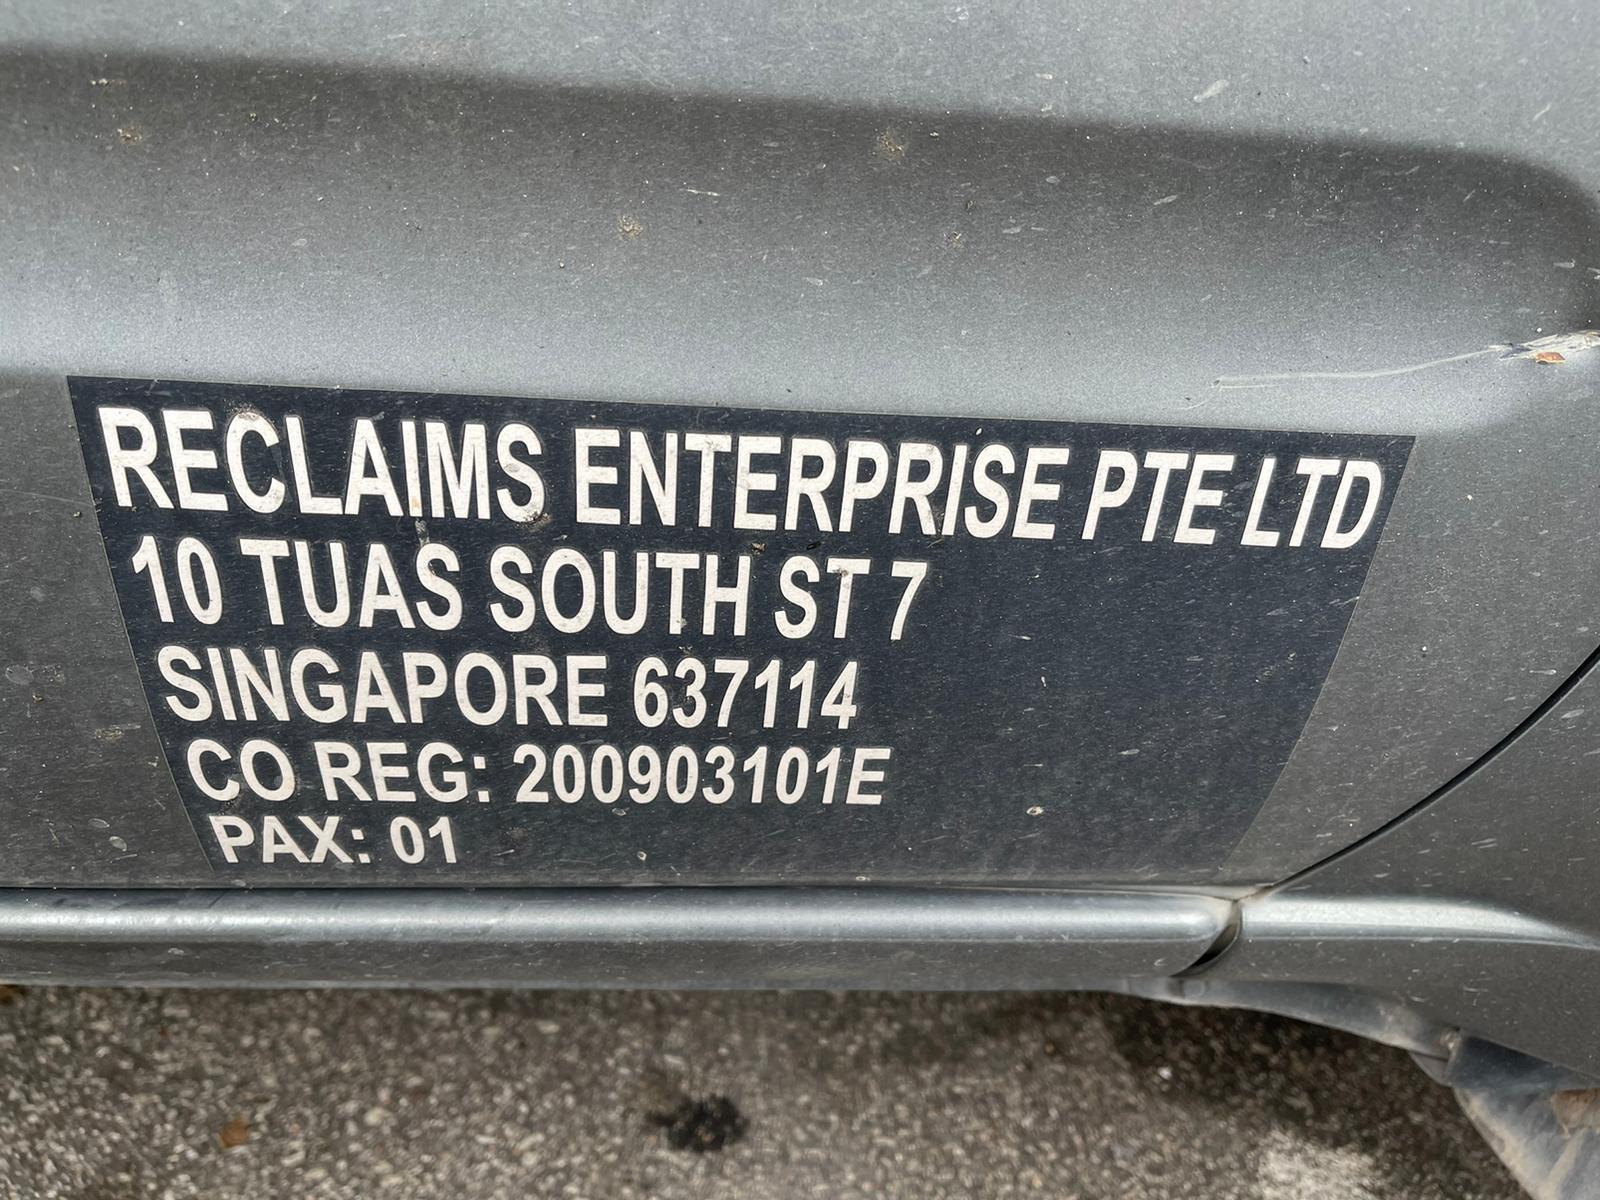 RECLAIMS ENTERPRISE PTE LTD
10 TUAS SOUTH ST 7
SINGAPORE 637114
CO REG: 200903101E
PAX: 01